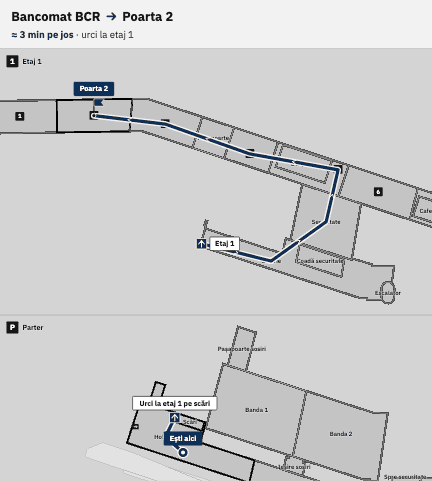 Bancomat BCR → Poarta 2
≈ 3 min pe jos · urci la etaj 1
1 Etaj 1
Poarta 2
1
6
Cafe
Etaj 1
Coadă securitate
Escalator
P Parter
Pașapoarte sosiri
Urci la etaj 1 pe scări
Scări
Ești aici
Banda 1
Banda 2
sosiri
Spre securitate